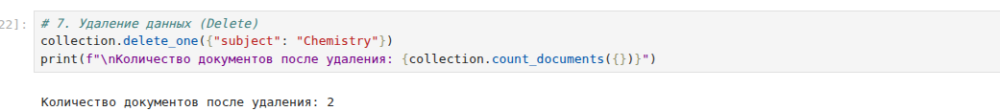 22]:
# 7. Удаление данных (Delete)
collection.delete_one({"subject": "Chemistry"})
print(f"\nКоличество документов после удаления: {collection.count_documents({})}")
Количество документов после удаления: 2